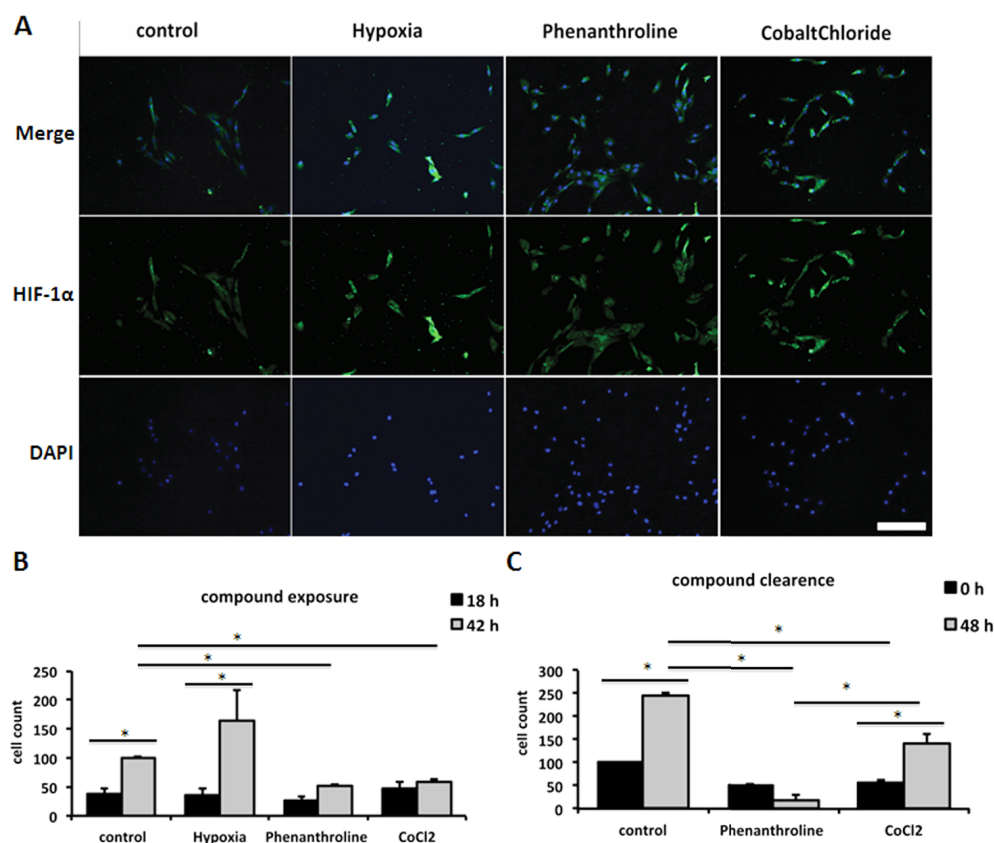 A
control Hypoxia Phenanthroline CobaltChloride
Merge
HIF-1α
DAPI
B
compound exposure
18 h
42 h
*
*
*
*
250
200
150
100
50
0
cell count
control Hypoxia Phenanthroline CoCl2
C
compound clearence
0 h
48 h
*
*
*
*
*
300
250
200
150
100
50
0
cell count
control Phenanthroline CoCl2